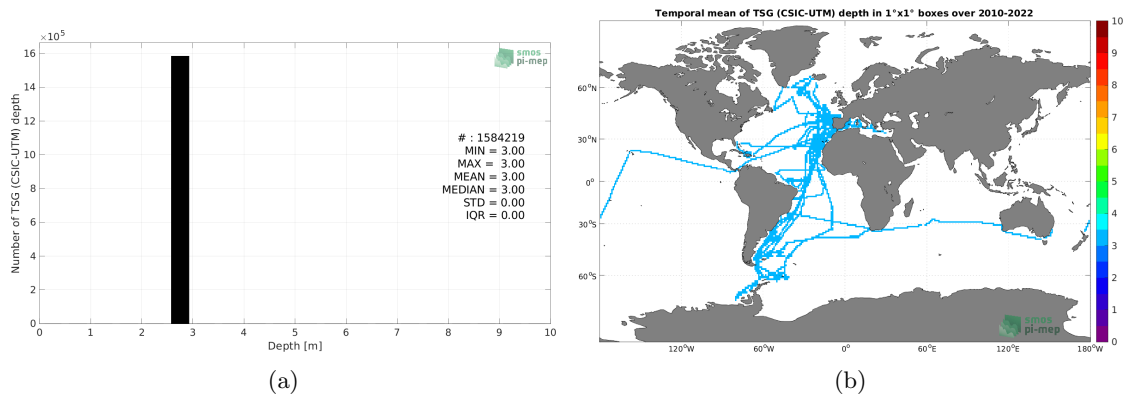 ×10⁵
16
14
12
10
8
6
4
2
0
Number of TSG (CSIC-UTM) depth
smos
pi-mep
# : 1584219
MIN = 3.00
MAX = 3.00
MEAN = 3.00
MEDIAN = 3.00
STD = 0.00
IQR = 0.00
0 1 2 3 4 5 6 7 8 9 10
Depth [m]
(a)
Temporal mean of TSG (CSIC-UTM) depth in 1°x1° boxes over 2010-2022
60°N
30°N
0°
30°S
60°S
120°W 60°W 0° 60°E 120°E 180°W
smos
pi-mep
10
9
8
7
6
5
4
3
2
1
0
(b)